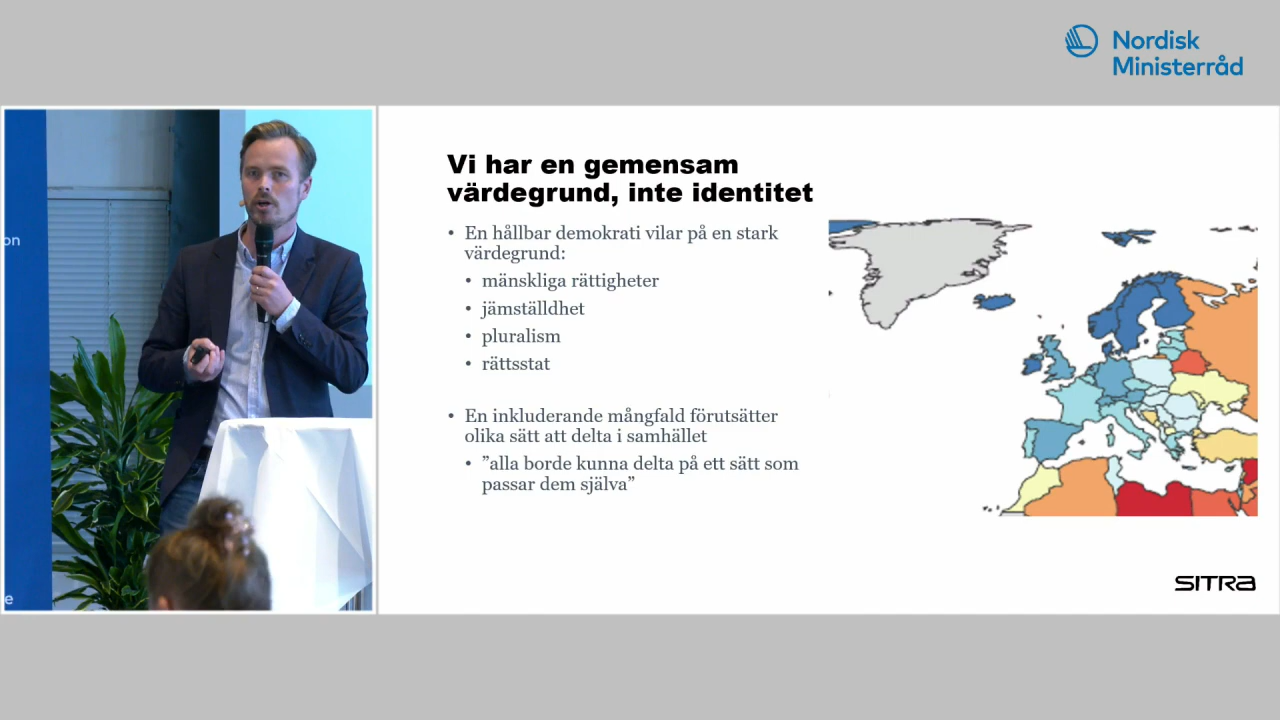 Nordisk
Ministerråd
on
e
Vi har en gemensam
värdegrund, inte identitet
• En hållbar demokrati vilar på en stark
värdegrund:
• mänskliga rättigheter
• jämställdhet
• pluralism
• rättsstat
• En inkluderande mångfald förutsätter
olika sätt att delta i samhället
• ”alla borde kunna delta på ett sätt som
passar dem själva”
SITRA